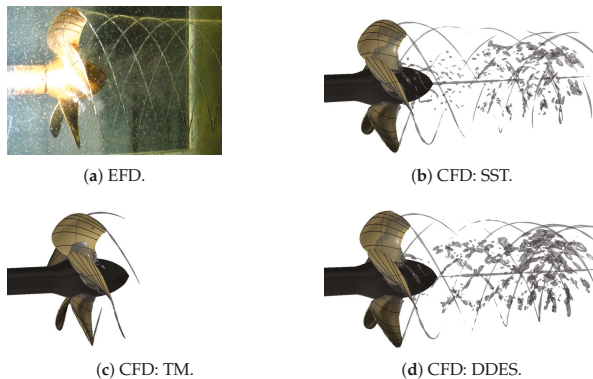 (a) EFD.
(b) CFD: SST.
(c) CFD: TM.
(d) CFD: DDES.